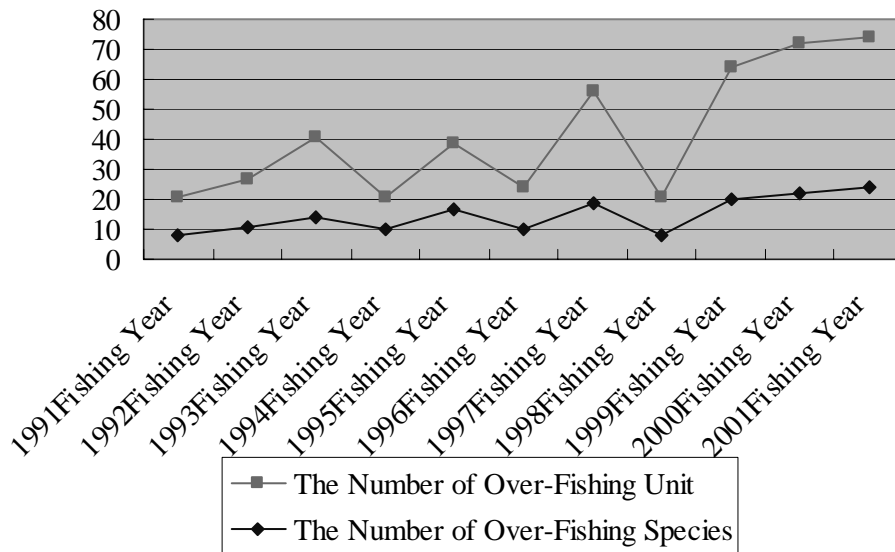 80
70
60
50
40
30
20
10
0
1991Fishing Year
1992Fishing Year
1993Fishing Year
1994Fishing Year
1995Fishing Year
1996Fishing Year
1997Fishing Year
1998Fishing Year
1999Fishing Year
2000Fishing Year
2001Fishing Year
The Number of Over-Fishing Unit
The Number of Over-Fishing Species